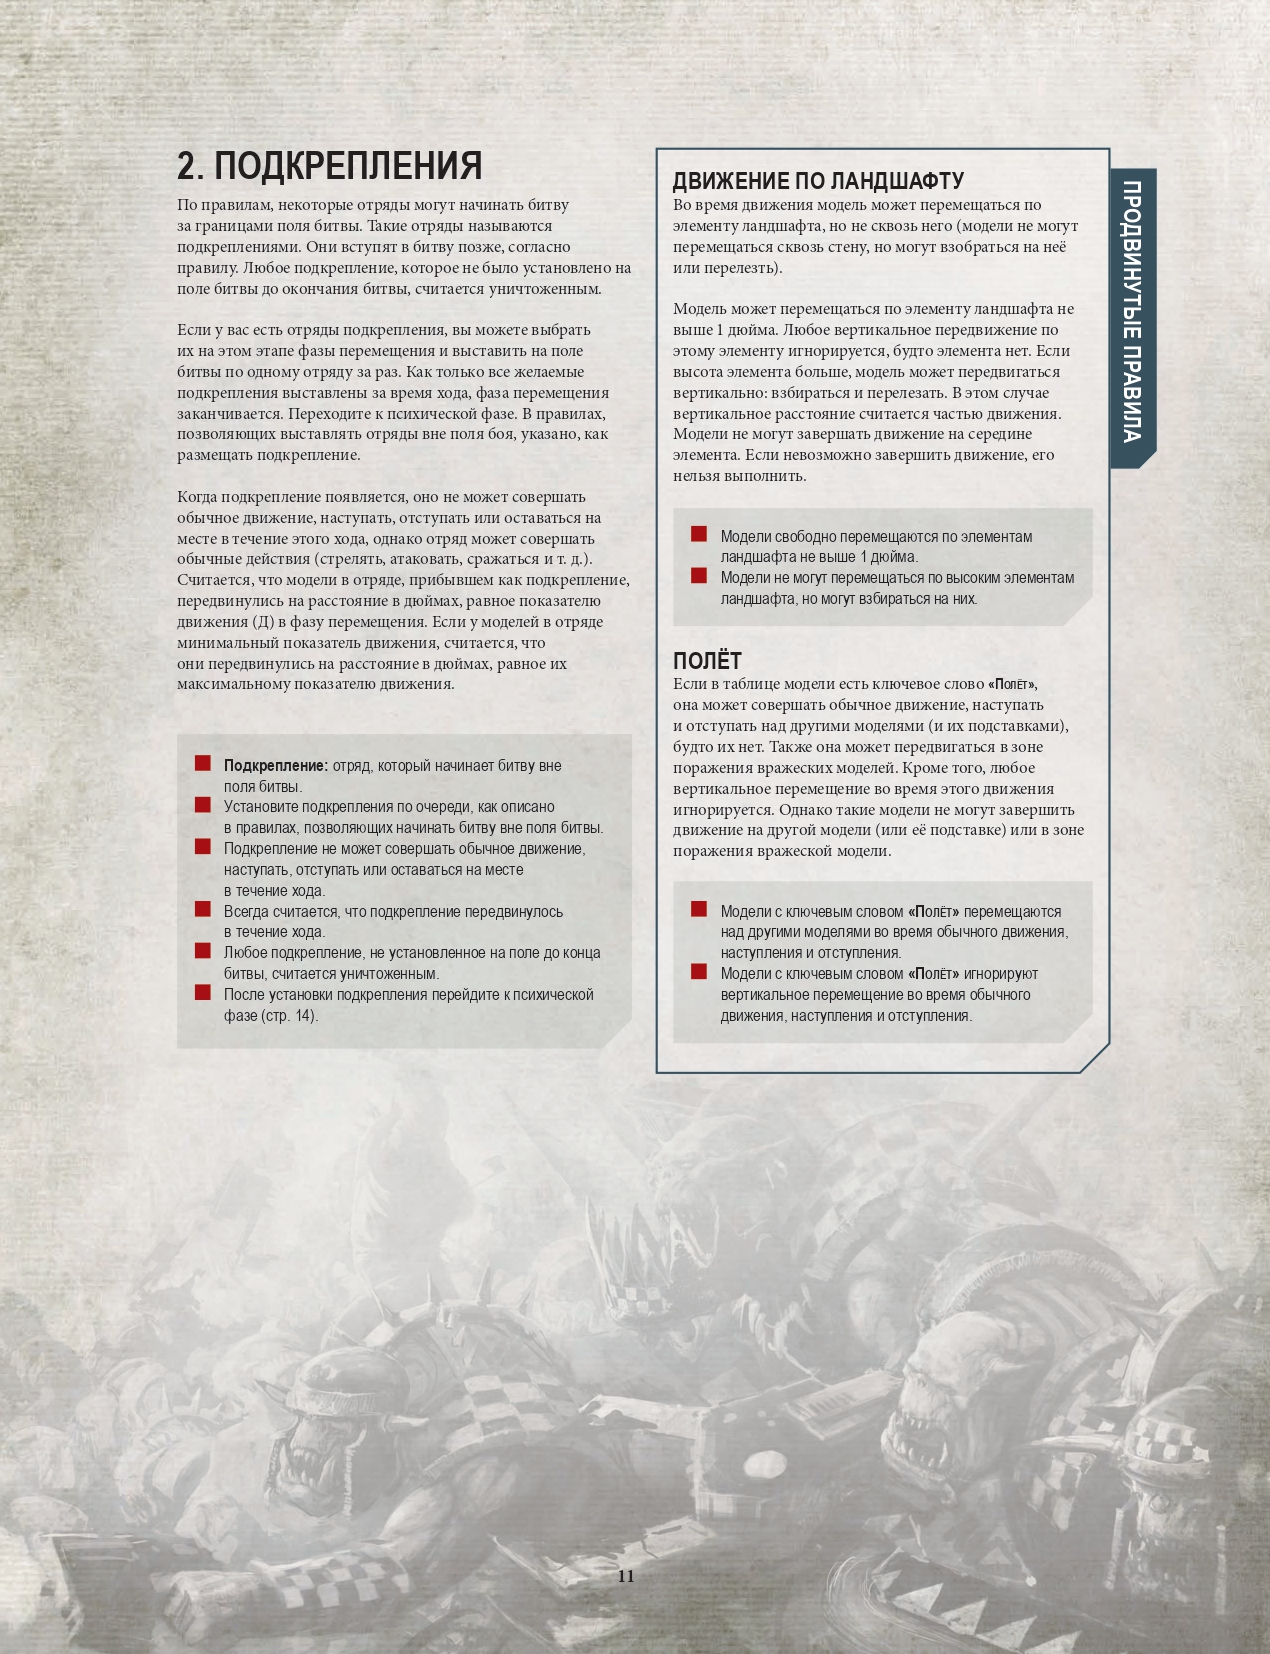 2. ПОДКРЕПЛЕНИЯ
По правилам, некоторые отряды могут начинать битву
за границами поля битвы. Такие отряды называются
подкреплениями. Они вступят в битву позже, согласно
правилу. Любое подкрепление, которое не было установлено на
поле битвы до окончания битвы, считается уничтоженным.
Если у вас есть отряды подкрепления, вы можете выбрать
их на этом этапе фазы перемещения и выставить на поле
битвы по одному отряду за раз. Как только все желаемые
подкрепления выставлены за время хода, фаза перемещения
заканчивается. Переходите к психической фазе. В правилах,
позволяющих выставлять отряды вне поля боя, указано, как
размещать подкрепление.
Когда подкрепление появляется, оно не может совершать
обычное движение, наступать, отступать или оставаться на
месте в течение этого хода, однако отряд может совершать
обычные действия (стрелять, атаковать, сражаться и т. д.).
Считается, что модели в отряде, прибывшем как подкрепление,
передвинулись на расстояние в дюймах, равное показателю
движения (Д) в фазу перемещения. Если у моделей в отряде
минимальный показатель движения, считается, что
они передвинулись на расстояние в дюймах, равное их
максимальному показателю движения.
Подкрепление: отряд, который начинает битву вне
поля битвы.
Установите подкрепления по очереди, как описано
в правилах, позволяющих начинать битву вне поля битвы.
Подкрепление не может совершать обычное движение,
наступать, отступать или оставаться на месте
в течение хода.
Всегда считается, что подкрепление передвинулось
в течение хода.
Любое подкрепление, не установленное на поле до конца
битвы, считается уничтоженным.
После установки подкрепления перейдите к психической
фазе (стр. 14).
ДВИЖЕНИЕ ПО ЛАНДШАФТУ
Во время движения модель может перемещаться по
элементу ландшафта, но не сквозь него (модели не могут
перемещаться сквозь стену, но могут взобраться на неё
или перелезть).
Модель может перемещаться по элементу ландшафта не
выше 1 дюйма. Любое вертикальное передвижение по
этому элементу игнорируется, будто элемента нет. Если
высота элемента больше, модель может передвигаться
вертикально: взбираться и перелезать. В этом случае
вертикальное расстояние считается частью движения.
Модели не могут завершать движение на середине
элемента. Если невозможно завершить движение, его
нельзя выполнить.
Модели свободно перемещаются по элементам
ландшафта не выше 1 дюйма.
Модели не могут перемещаться по высоким элементам
ландшафта, но могут взбираться на них.
ПОЛЁТ
Если в таблице модели есть ключевое слово «Полёт»,
она может совершать обычное движение, наступать
и отступать над другими моделями (и их подставками),
будто их нет. Также она может передвигаться в зоне
поражения вражеских моделей. Кроме того, любое
вертикальное перемещение во время этого движения
игнорируется. Однако такие модели не могут завершить
движение на другой модели (или её подставке) или в зоне
поражения вражеской модели.
Модели с ключевым словом «Полёт» перемещаются
над другими моделями во время обычного движения,
наступления и отступления.
Модели с ключевым словом «Полёт» игнорируют
вертикальное перемещение во время обычного
движения, наступления и отступления.
ПРОДВИНУТЫЕ ПРАВИЛА
11